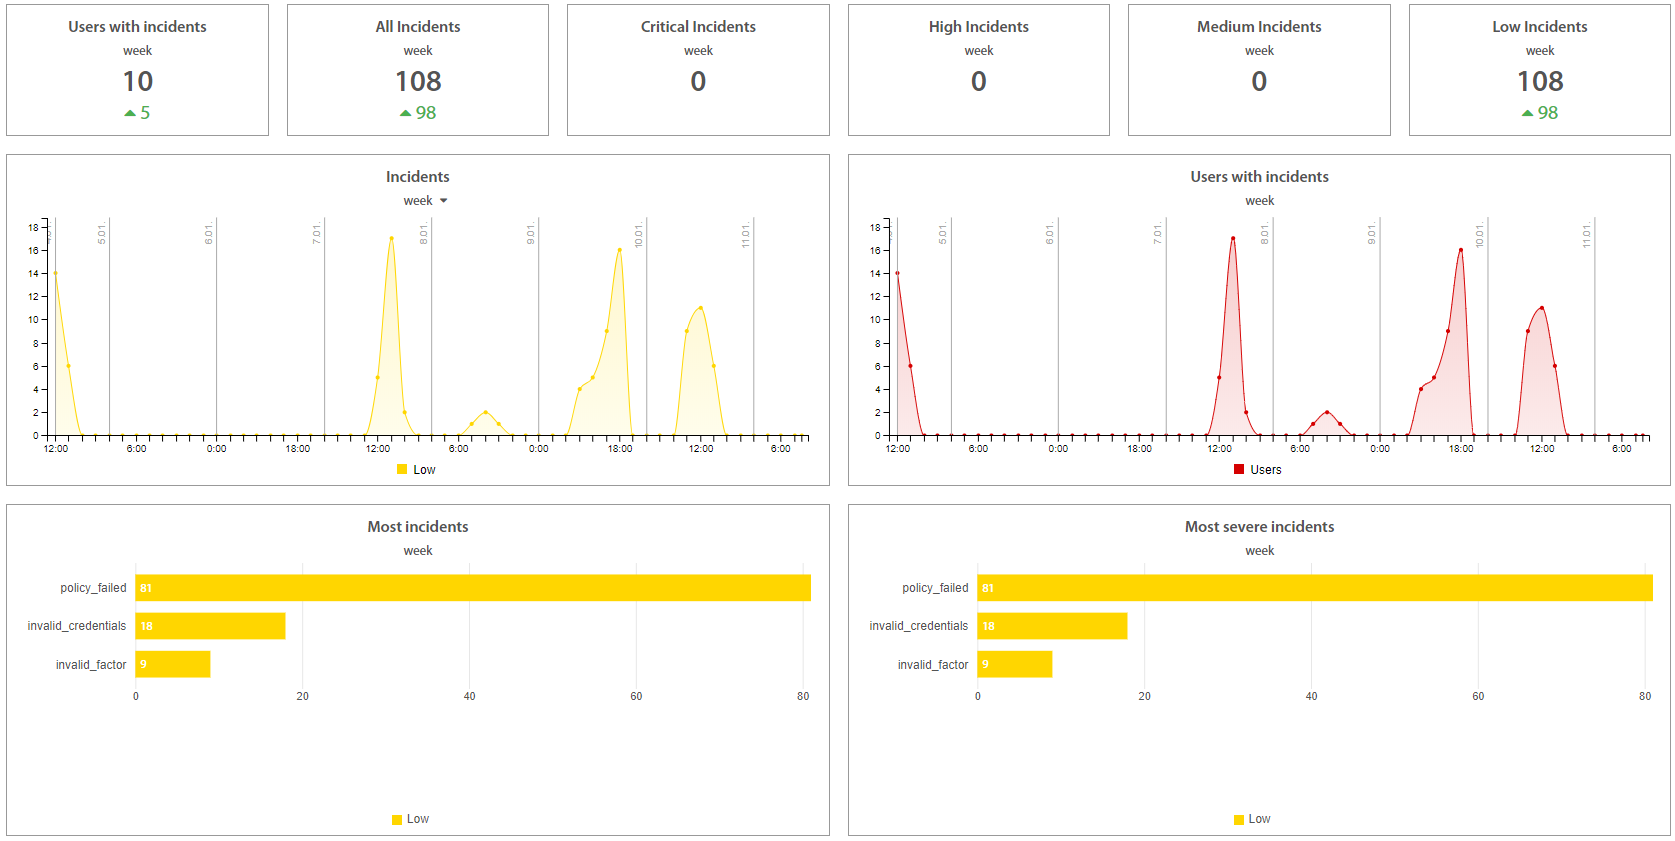 Users with incidents
week
10
5
All Incidents
week
108
98
Critical Incidents
week
0
High Incidents
week
0
Medium Incidents
week
0
Low Incidents
week
108
98
Incidents
week
5.01.
6.01.
7.01.
8.01.
9.01.
10.01.
11.01.
18
16
14
12
10
8
6
4
2
0
12:00 6:00 0:00 18:00 12:00 6:00 0:00 18:00 12:00 6:00
Low
Users with incidents
week
5.01.
6.01.
7.01.
8.01.
9.01.
10.01.
11.01.
18
16
14
12
10
8
6
4
2
0
12:00 6:00 0:00 18:00 12:00 6:00 0:00 18:00 12:00 6:00
Users
Most incidents
week
policy_failed 81
invalid_credentials 18
invalid_factor 9
0 20 40 60 80
Low
Most severe incidents
week
policy_failed 81
invalid_credentials 18
invalid_factor 9
0 20 40 60 80
Low